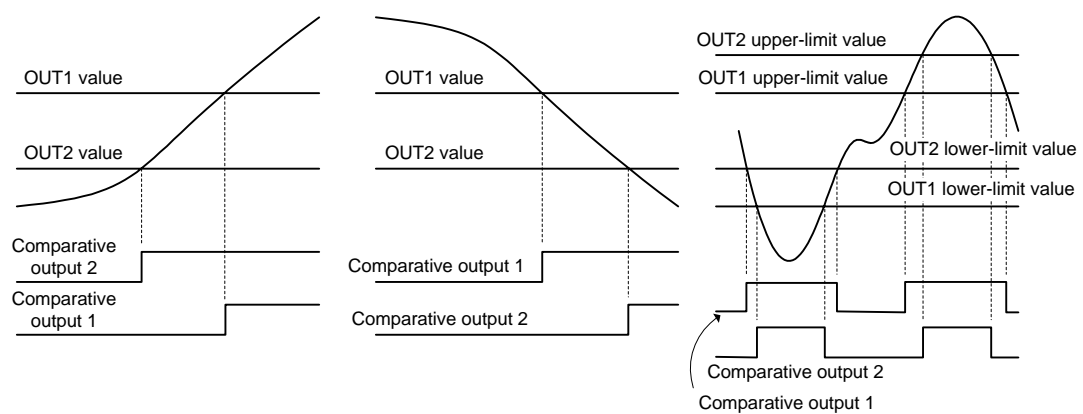 OUT1 value
OUT2 value
Comparative
output 2
Comparative
output 1
OUT1 value
OUT2 value
Comparative output 1
Comparative output 2
OUT2 upper-limit value
OUT1 upper-limit value
OUT2 lower-limit value
OUT1 lower-limit value
Comparative output 2
Comparative output 1